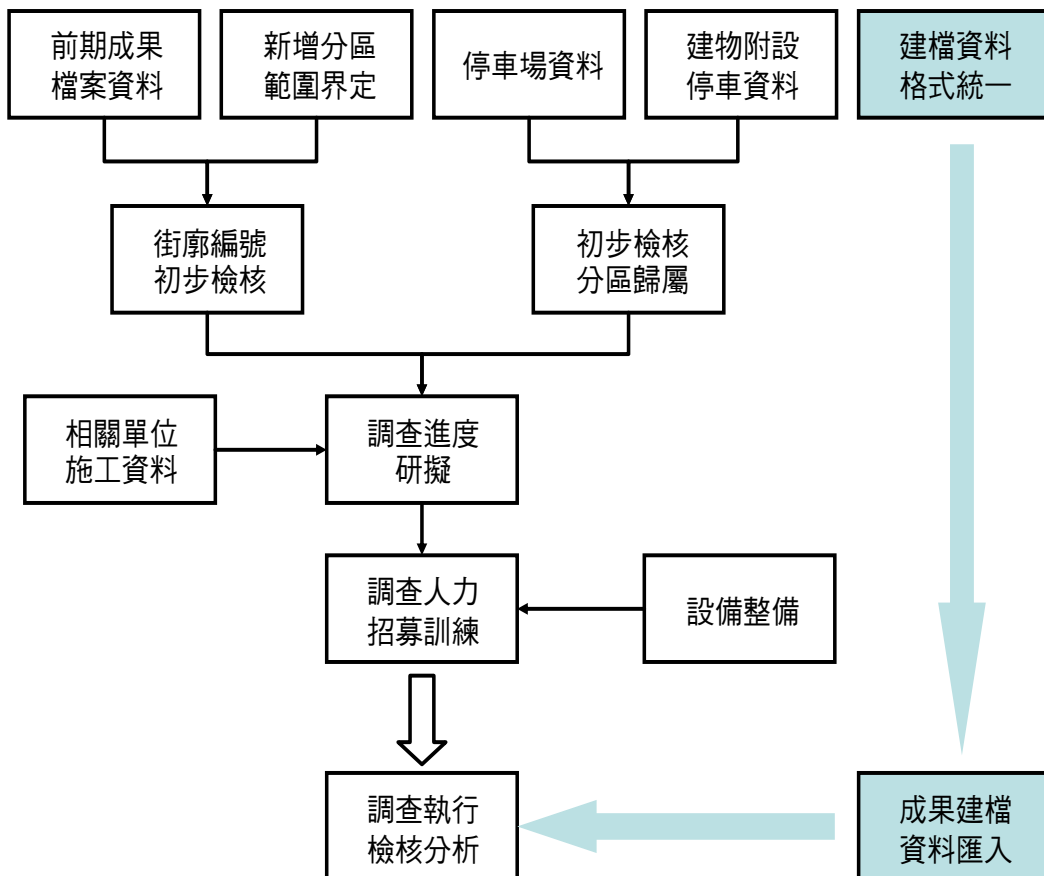 前期成果
檔案資料
新增分區
範圍界定
停車場資料
建物附設
停車資料
建檔資料
格式統一
街廓編號
初步檢核
初步檢核
分區歸屬
相關單位
施工資料
調查進度
研擬
調查人力
招募訓練
設備整備
調查執行
檢核分析
成果建檔
資料匯入